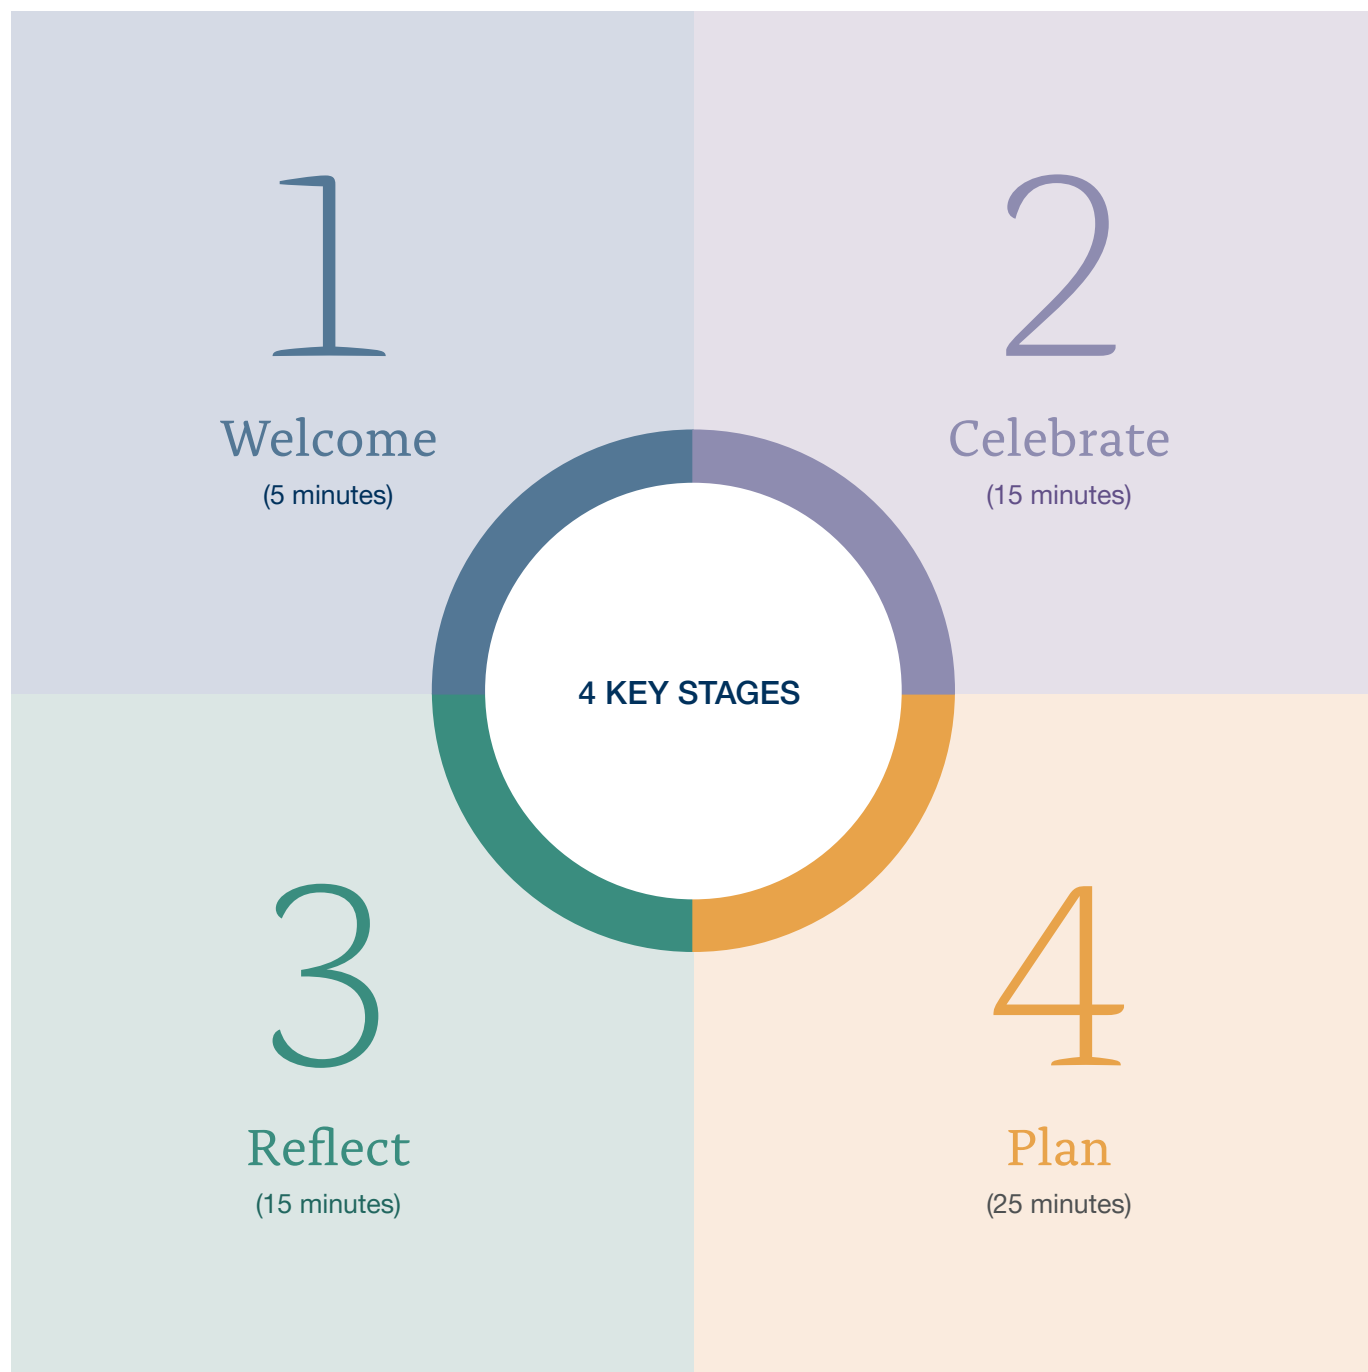 1
Welcome
(5 minutes)
2
Celebrate
(15 minutes)
4 KEY STAGES
3
Reflect
(15 minutes)
4
Plan
(25 minutes)